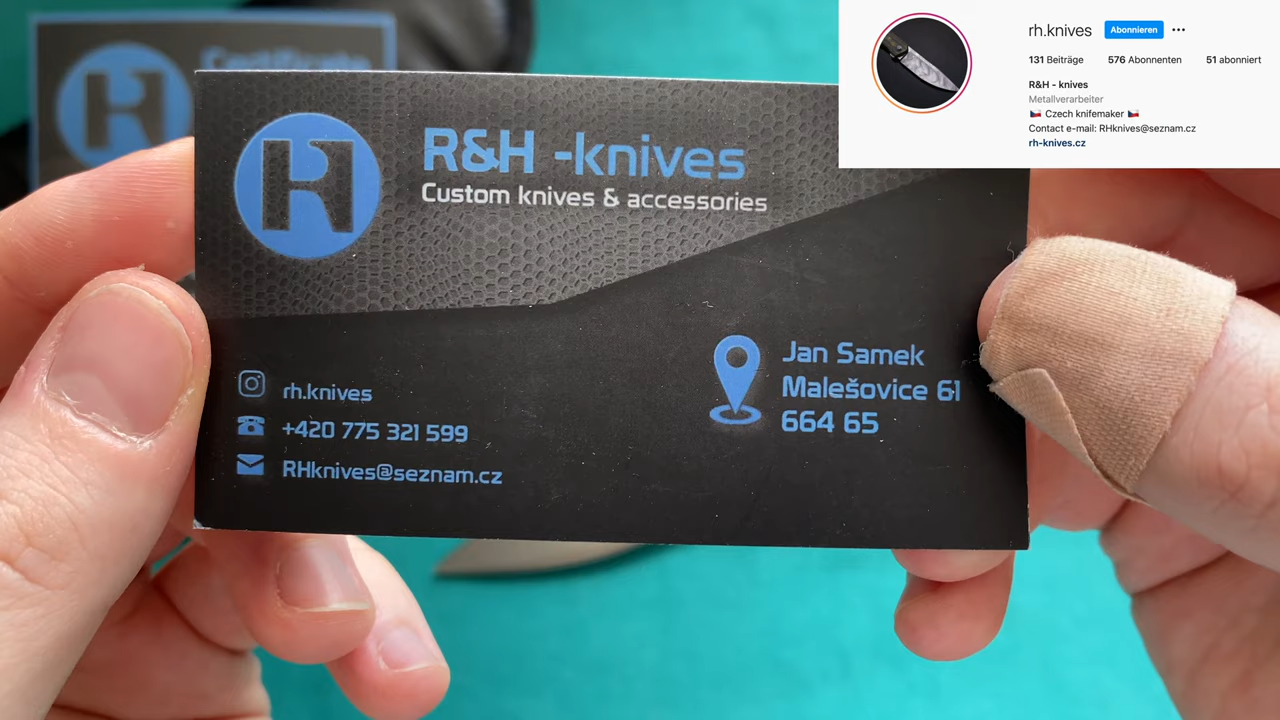 Certificate
R&H -knives
Custom knives & accessories
rh.knives
+420 775 321 599
RHknives@seznam.cz
Jan Samek
Malešovice 61
664 65
rh.knives
Abonnieren
131 Beiträge 576 Abonnenten 51 abonniert
R&H - knives
Metallverarbeiter
🇨🇿 Czech knifemaker 🇨🇿
Contact e-mail: RHknives@seznam.cz
rh-knives.cz